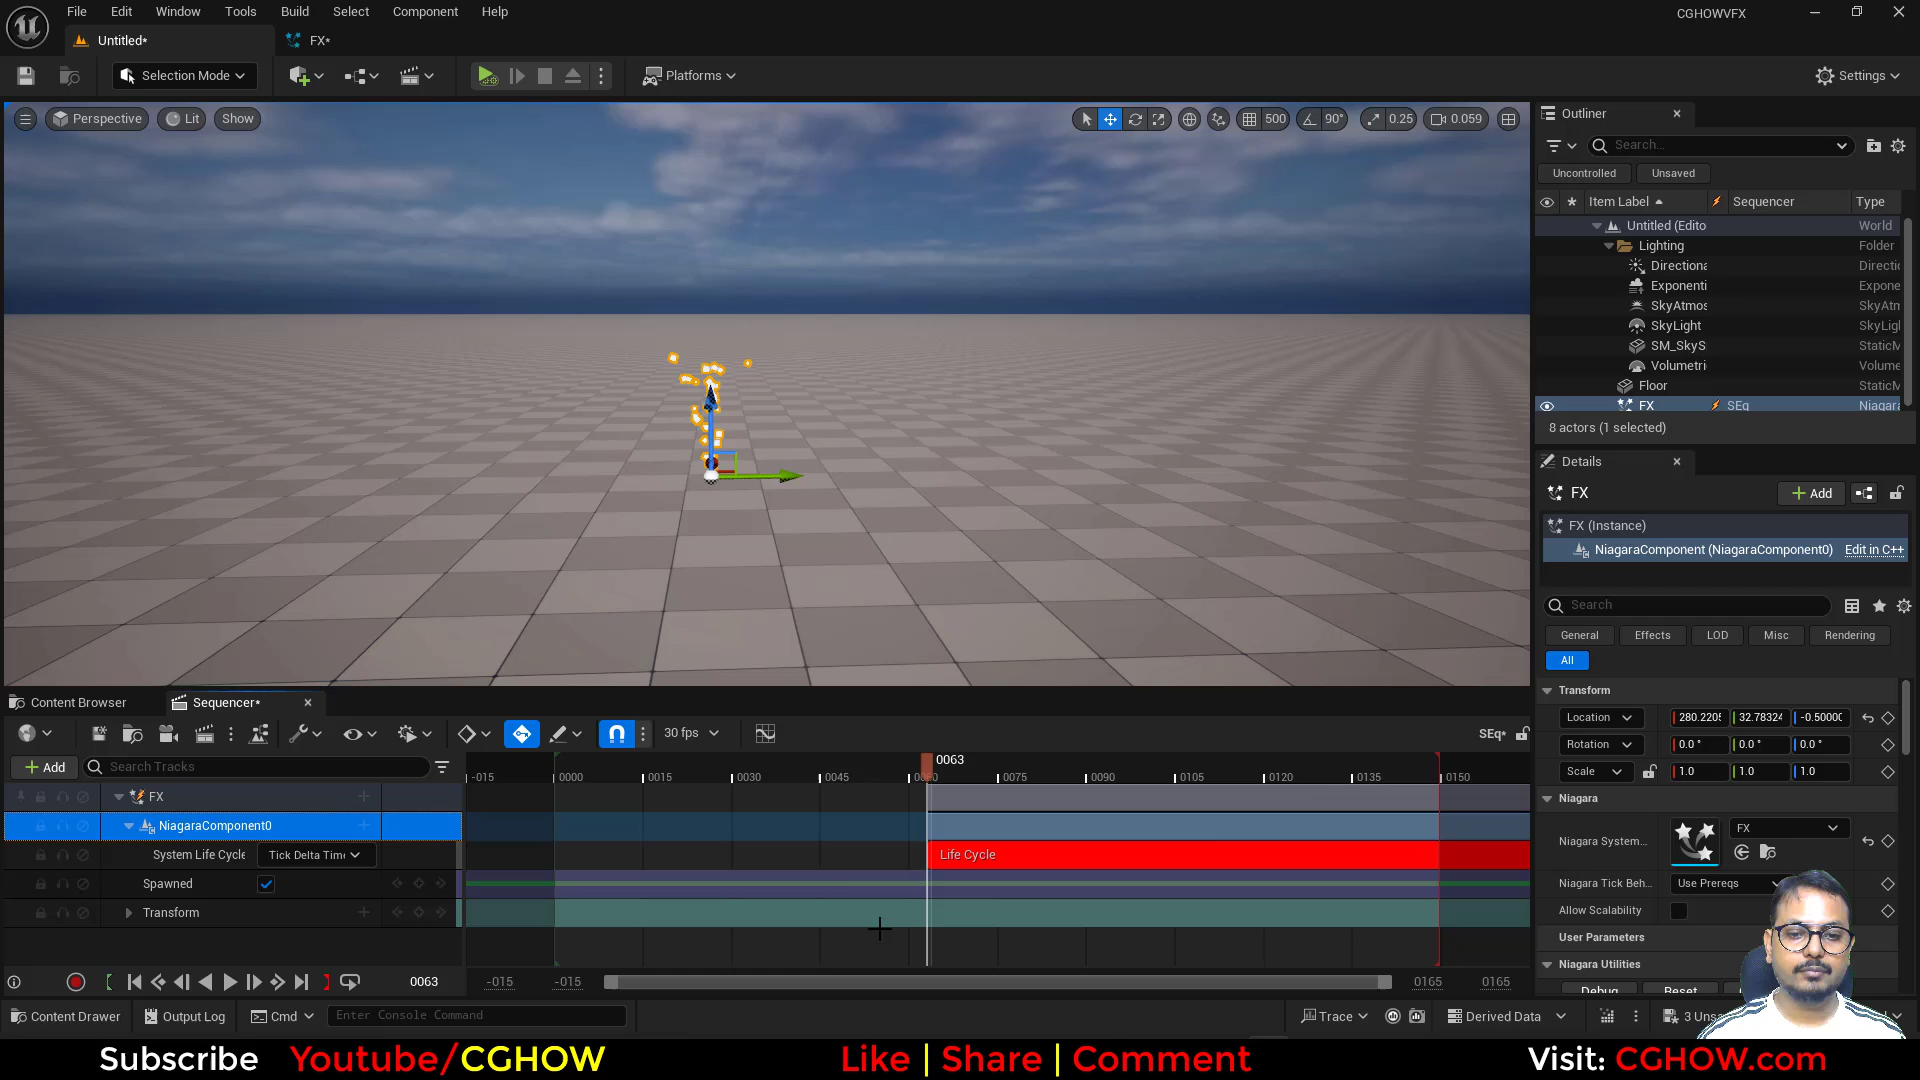 File Edit Window Tools Build Select Actor Component Help
CGHOWVFX
Untitled*
FX*
Selection Mode
Platforms
Settings
Perspective
Lit
Show
500
90°
0.25
0.059
Outliner
Search...
Uncontrolled
Unsaved
Item Label
Sequencer
Type
Untitled (Edito
World
Lighting
Folder
Directiona
Directic
Exponenti
Expone
SkyAtmos
SkyAtn
SkyLight
SkyLigl
SM_SkyS
StaticM
Volumetri
Volume
Floor
StaticM
FX
SEq
Niagara
8 actors (1 selected)
Details
FX
Add
FX (Instance)
NiagaraComponent (NiagaraComponent0)
Edit in C++
Search
General
Effects
LOD
Misc
Rendering
All
Transform
Location
280.2205
32.78324
-0.5000
Rotation
0.0 °
0.0 °
0.0 °
Scale
1.0
1.0
1.0
Niagara
Niagara System...
FX
Niagara Tick Beh...
Use Prereqs
Allow Scalability
User Parameters
Niagara Utilities
Debug
Reset
Content Browser
Sequencer*
30 fps
SEq*
Add
Search Tracks
0063
-015
0000
0015
0030
0045
0060
0075
0090
0105
0120
0135
0150
FX
NiagaraComponent0
System Life Cycle
Tick Delta Tim
Life Cycle
Spawned
Transform
0063
-015
-015
0165
0165
Content Drawer
Output Log
Cmd
Enter Console Command
Trace
Derived Data
3 Unsa
Subscribe Youtube/CGHOW
Like | Share | Comment
Visit: CGHOW.com